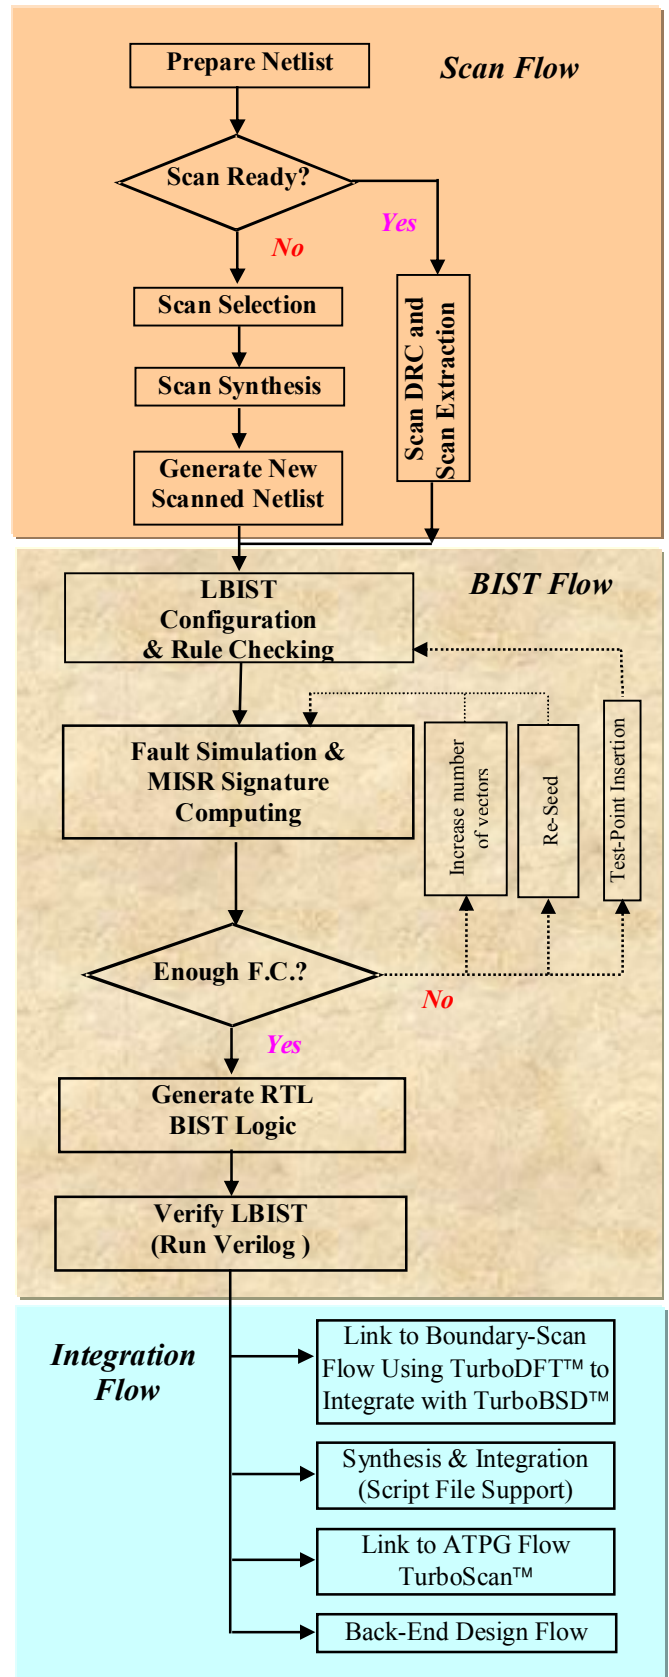 Prepare Netlist
Scan Flow
Scan Ready?
Yes
No
Scan Selection
Scan Synthesis
Generate New
Scanned Netlist
Scan DRC and
Scan Extraction
BIST Flow
LBIST
Configuration
& Rule Checking
Fault Simulation &
MISR Signature
Computing
Increase number
of vectors
Re-Seed
Test-Point Insertion
Enough F.C.?
No
Yes
Generate RTL
BIST Logic
Verify LBIST
(Run Verilog )
Integration
Flow
Link to Boundary-Scan
Flow Using TurboDFT™ to
Integrate with TurboBSD™
Synthesis & Integration
(Script File Support)
Link to ATPG Flow
TurboScan™
Back-End Design Flow